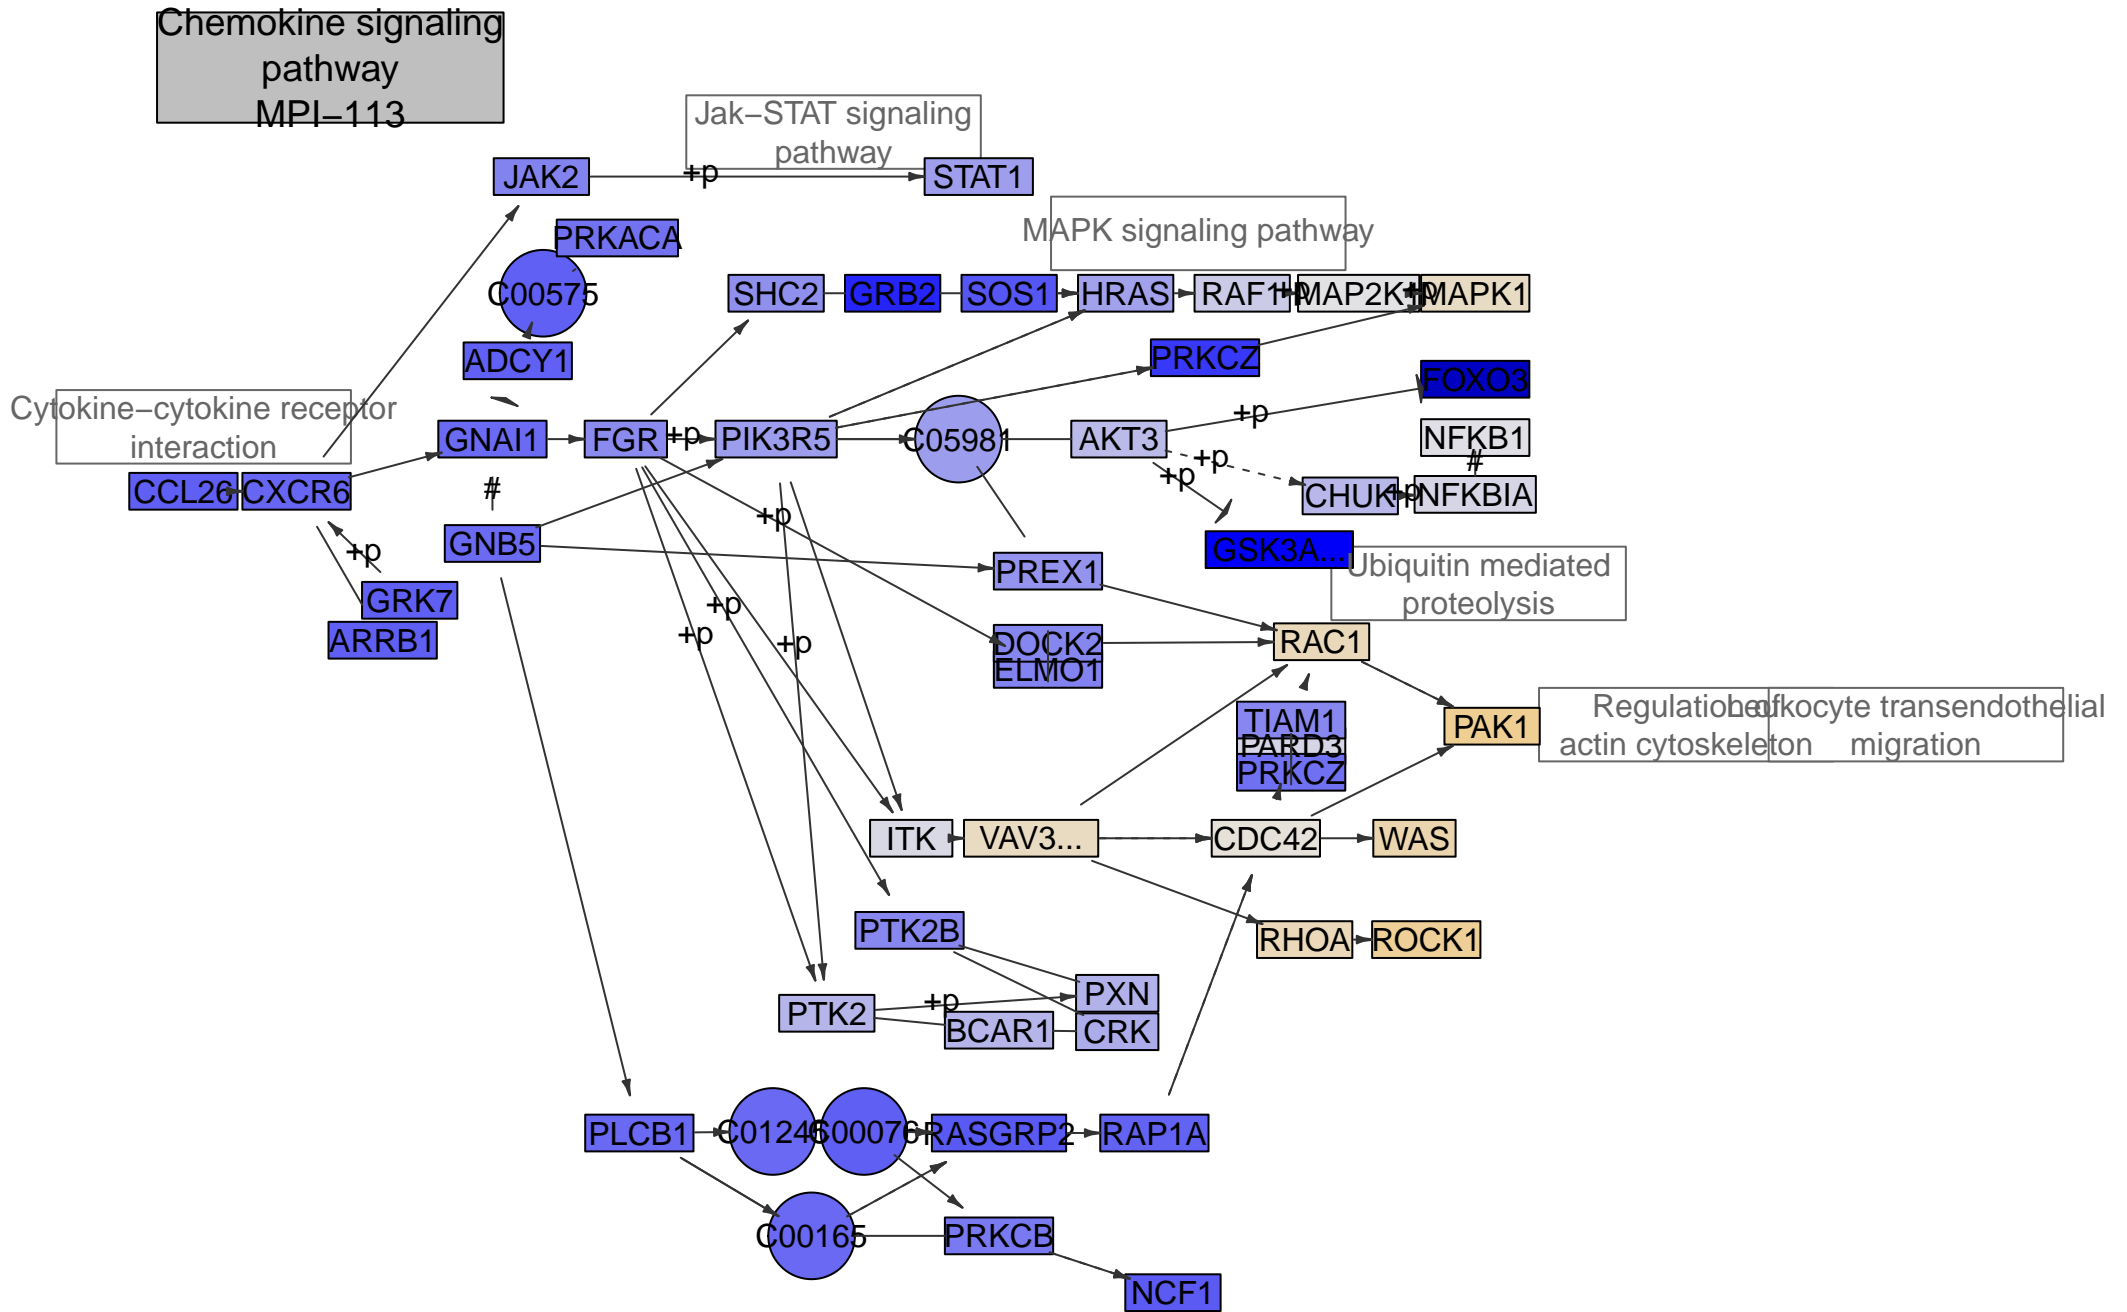 Chemokine signaling
pathway
MPI−113
Jak−STAT signaling
pathway
JAK2
+p
STAT1
PRKACA
MAPK signaling pathway
C00575
SHC2
GRB2
SOS1
HRAS
RAF1
+p
MAP2K1
+p
MAPK1
ADCY1
PRKCZ
FOXO3
Cytokine−cytokine receptor
interaction
+p
GNAI1
FGR
+p
PIK3R5
C05981
AKT3
NFKB1
+p
#
+p
CCL26
CXCR6
#
CHUK
+p
NFKBIA
+p
GNB5
+p
GSK3A...
PREX1
Ubiquitin mediated
proteolysis
GRK7
+p
ARRB1
+p
+p
DOCK2
ELMO1
RAC1
TIAM1
PARD3
PRKCZ
PAK1
Regulation of
actin cytoskeleton
Leukocyte transendothelial
migration
ITK
VAV3...
CDC42
WAS
PTK2B
RHOA
ROCK1
PTK2
+p
PXN
BCAR1
CRK
PLCB1
C01245
C00076
RASGRP2
RAP1A
C00165
PRKCB
NCF1